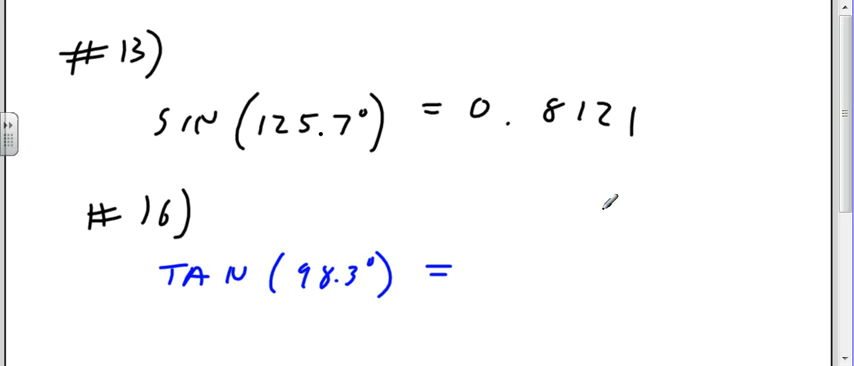 # 13)
SIN (125.7°) = 0.8121
# 16)
TAN (98.3°) =